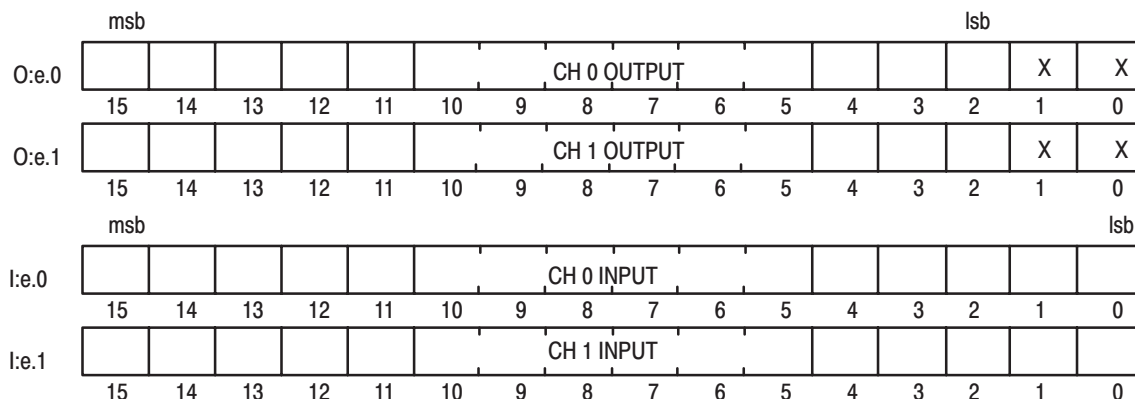 msb lsb
O:e.0 CH 0 OUTPUT X X
15 14 13 12 11 10 9 8 7 6 5 4 3 2 1 0
O:e.1 CH 1 OUTPUT X X
15 14 13 12 11 10 9 8 7 6 5 4 3 2 1 0
msb lsb
I:e.0 CH 0 INPUT
15 14 13 12 11 10 9 8 7 6 5 4 3 2 1 0
I:e.1 CH 1 INPUT
15 14 13 12 11 10 9 8 7 6 5 4 3 2 1 0